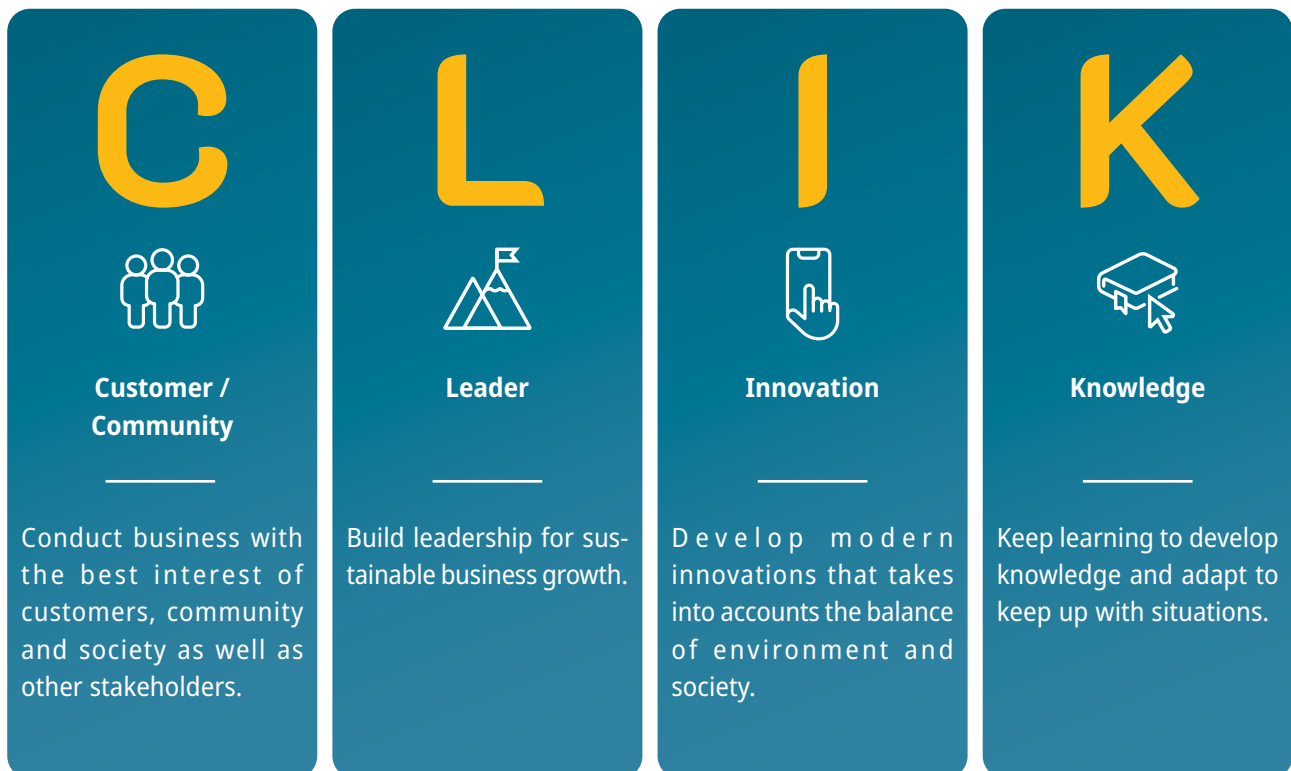 C
Customer /
Community
Conduct business with
the best interest of
customers, community
and society as well as
other stakeholders.
L
Leader
Build leadership for sus-
tainable business growth.
I
Innovation
Develop modern
innovations that takes
into accounts the balance
of environment and
society.
K
Knowledge
Keep learning to develop
knowledge and adapt to
keep up with situations.